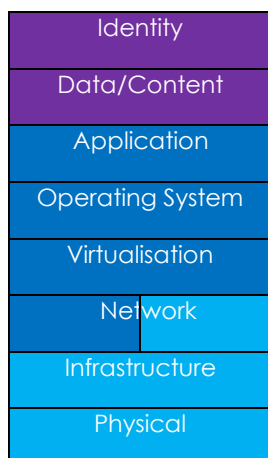 Identity
Data/Content
Application
Operating System
Virtualisation
Network
Infrastructure
Physical